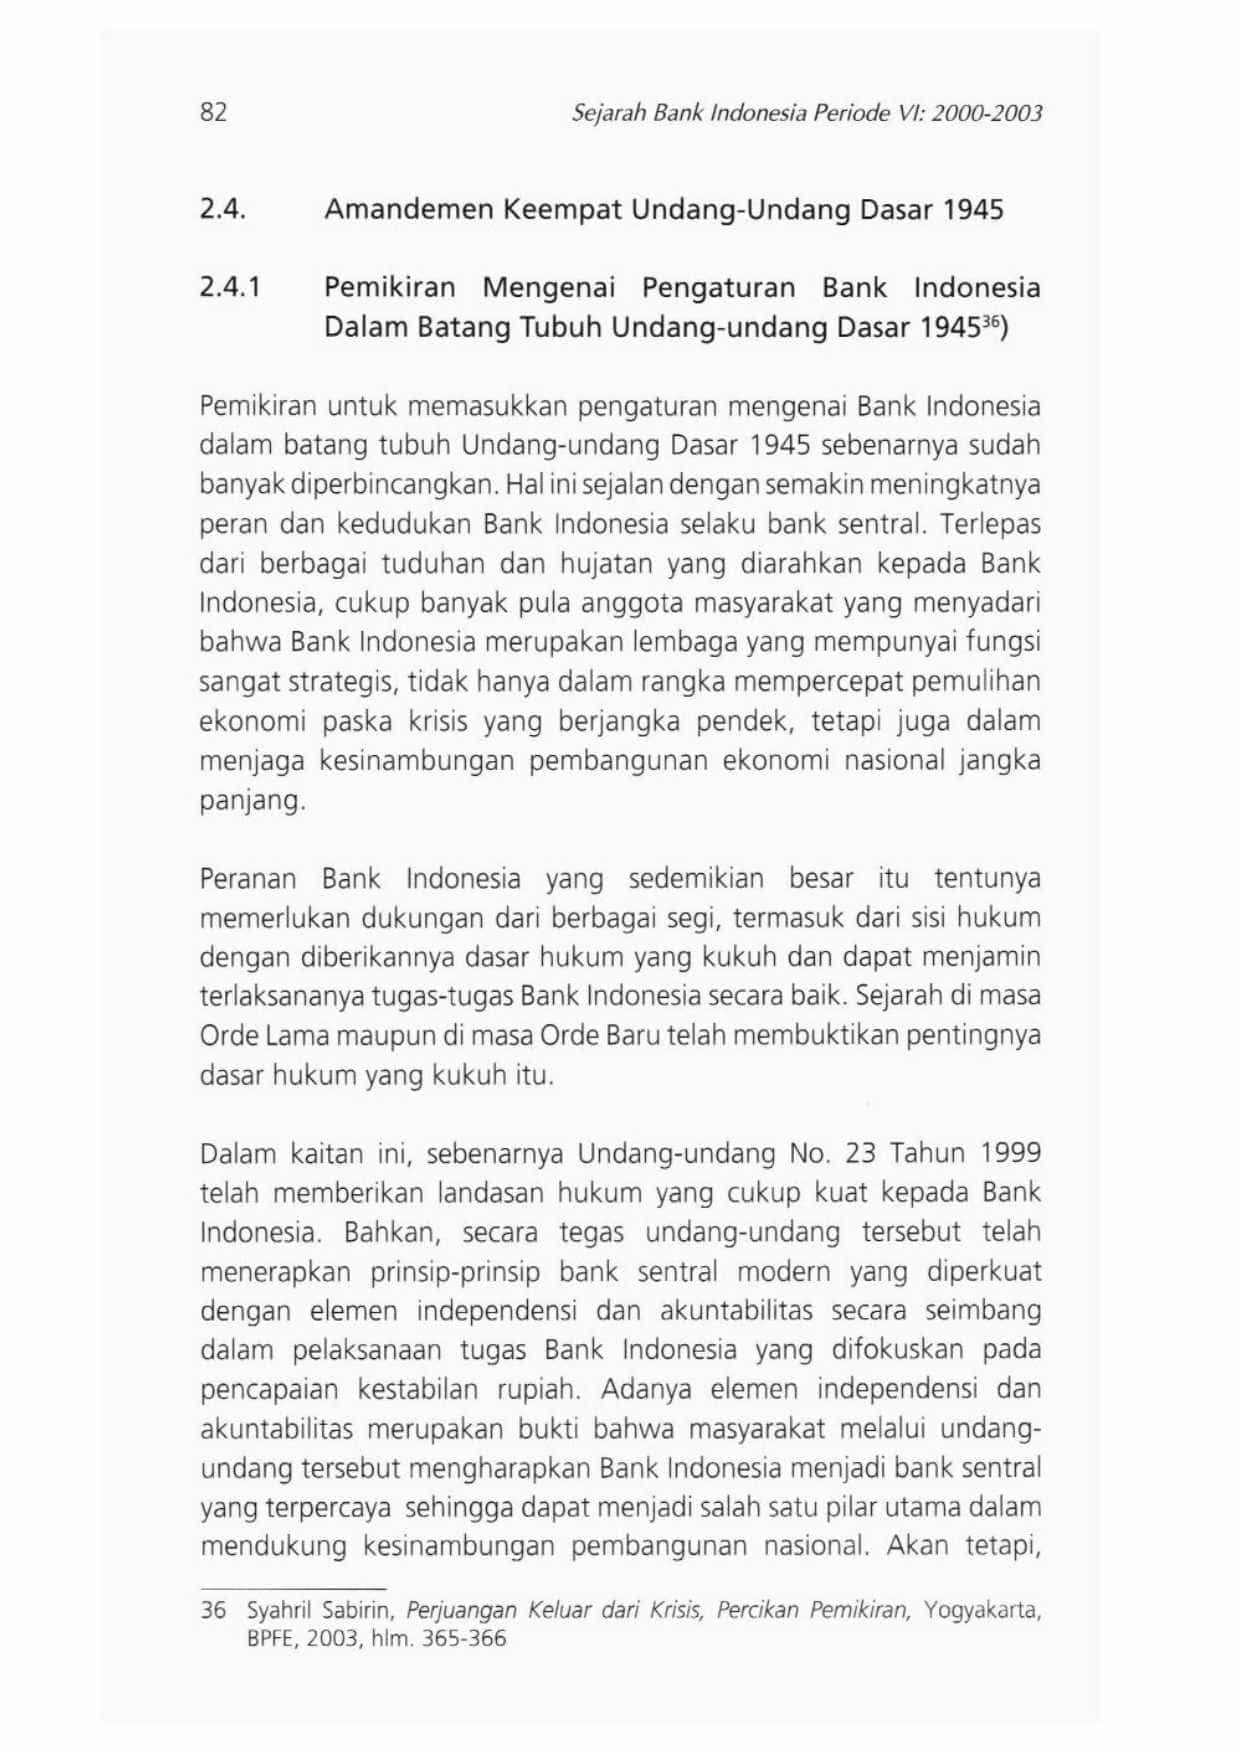 82
Sejarah Bank Indonesia Periode VI: 2000-2003
2.4. Amandemen Keempat Undang-Undang Dasar 1945
2.4.1 Pemikiran Mengenai Pengaturan Bank Indonesia
Dalam Batang Tubuh Undang-undang Dasar 1945³⁶)
Pemikiran untuk memasukkan pengaturan mengenai Bank Indonesia
dalam batang tubuh Undang-undang Dasar 1945 sebenarnya sudah
banyak diperbincangkan. Hal ini sejalan dengan semakin meningkatnya
peran dan kedudukan Bank Indonesia selaku bank sentral. Terlepas
dari berbagai tuduhan dan hujatan yang diarahkan kepada Bank
Indonesia, cukup banyak pula anggota masyarakat yang menyadari
bahwa Bank Indonesia merupakan lembaga yang mempunyai fungsi
sangat strategis, tidak hanya dalam rangka mempercepat pemulihan
ekonomi paska krisis yang berjangka pendek, tetapi juga dalam
menjaga kesinambungan pembangunan ekonomi nasional jangka
panjang.
Peranan Bank Indonesia yang sedemikian besar itu tentunya
memerlukan dukungan dari berbagai segi, termasuk dari sisi hukum
dengan diberikannya dasar hukum yang kukuh dan dapat menjamin
terlaksananya tugas-tugas Bank Indonesia secara baik. Sejarah di masa
Orde Lama maupun di masa Orde Baru telah membuktikan pentingnya
dasar hukum yang kukuh itu.
Dalam kaitan ini, sebenarnya Undang-undang No. 23 Tahun 1999
telah memberikan landasan hukum yang cukup kuat kepada Bank
Indonesia. Bahkan, secara tegas undang-undang tersebut telah
menerapkan prinsip-prinsip bank sentral modern yang diperkuat
dengan elemen independensi dan akuntabilitas secara seimbang
dalam pelaksanaan tugas Bank Indonesia yang difokuskan pada
pencapaian kestabilan rupiah. Adanya elemen independensi dan
akuntabilitas merupakan bukti bahwa masyarakat melalui undang-
undang tersebut mengharapkan Bank Indonesia menjadi bank sentral
yang terpercaya sehingga dapat menjadi salah satu pilar utama dalam
mendukung kesinambungan pembangunan nasional. Akan tetapi,
36 Syahril Sabirin, Perjuangan Keluar dari Krisis, Percikan Pemikiran, Yogyakarta,
BPFE, 2003, hlm. 365-366